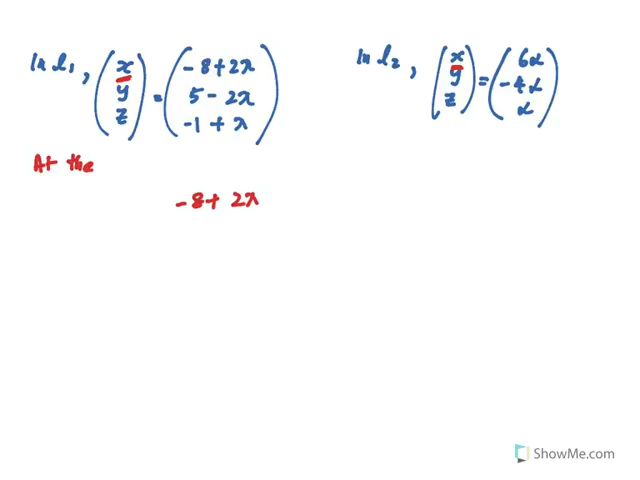 In l₁, (x y z) = (-8+2λ 5-2λ -1+λ)
In l₂, (x y z) = (6α -4α α)
At the
-8+ 2λ
ShowMe.com